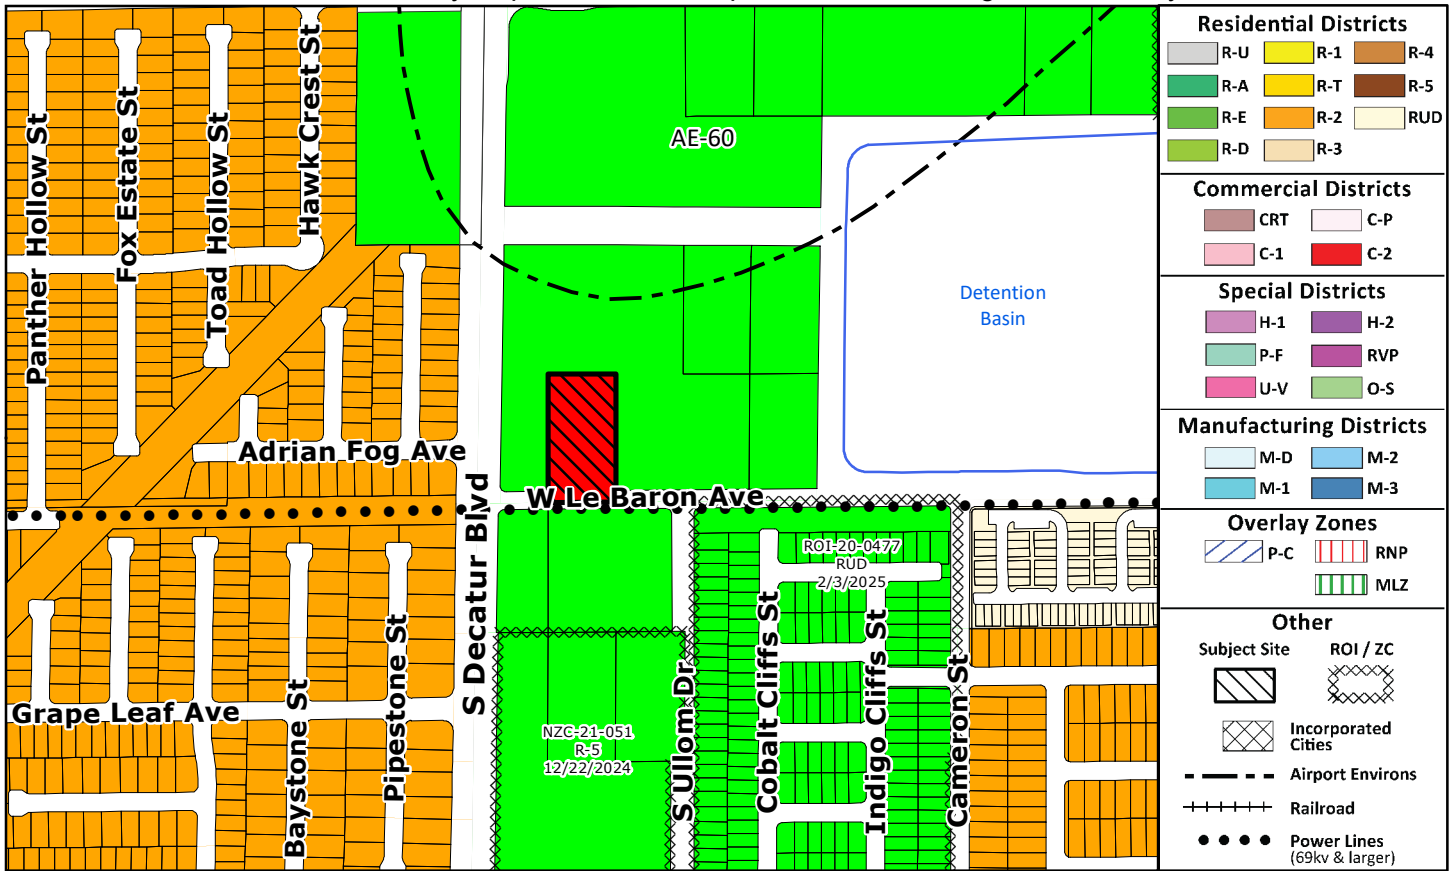 Panther Hollow St
Fox Estate St
Toad Hollow St
Hawk Crest St
AE-60
Detention
Basin
Adrian Fog Ave
W Le Baron Ave
S Decatur Blvd
ROI-20-0477
RUD
2/3/2025
Grape Leaf Ave
Baystone St
Pipestone St
NZC-21-051
R-5
12/22/2024
S Ullom Dr
Cobalt Cliffs St
Indigo Cliffs St
Cameron St
Residential Districts
R-U R-1 R-4
R-A R-T R-5
R-E R-2 RUD
R-D R-3
Commercial Districts
CRT C-P
C-1 C-2
Special Districts
H-1 H-2
P-F RVP
U-V O-S
Manufacturing Districts
M-D M-2
M-1 M-3
Overlay Zones
P-C RNP
MLZ
Other
Subject Site ROI / ZC
Incorporated
Cities
Airport Environs
Railroad
Power Lines
(69kv & larger)